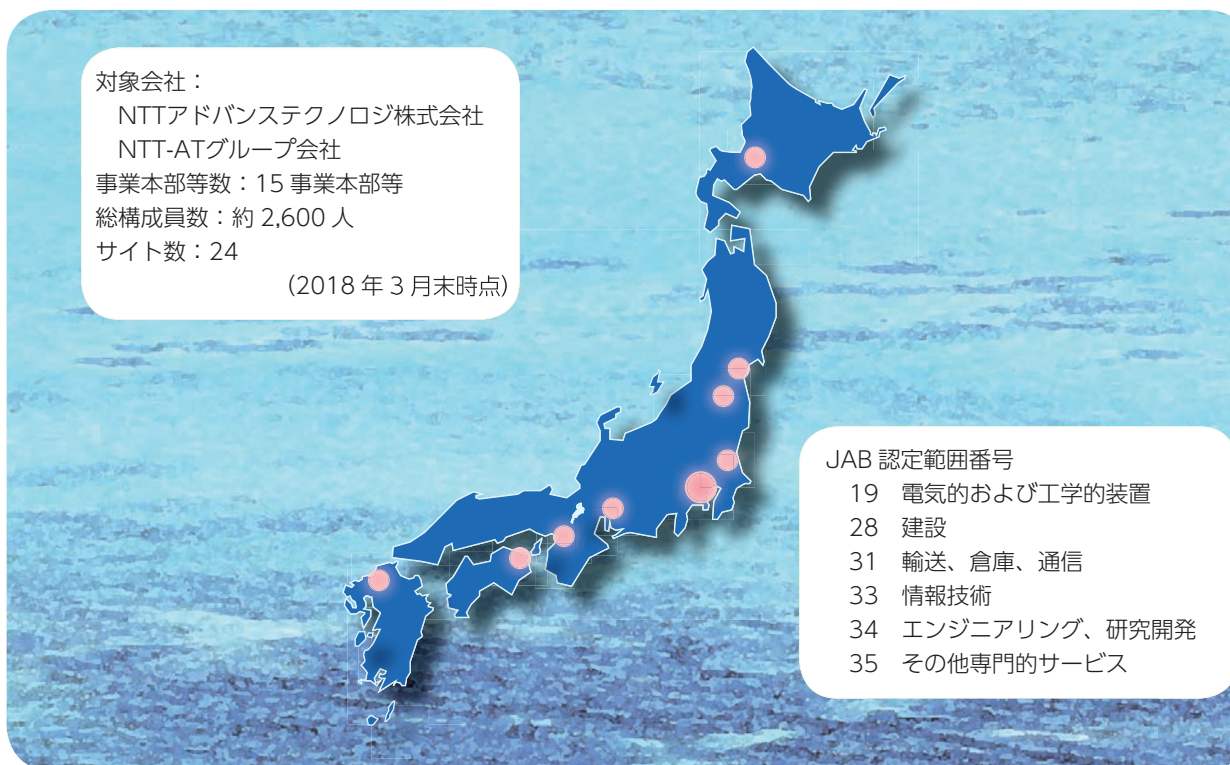 対象会社：
NTTアドバンステクノロジ株式会社
NTT-ATグループ会社
事業本部等数：15 事業本部等
総構成員数：約 2,600 人
サイト数：24
(2018 年 3 月末時点)
JAB 認定範囲番号
19 電気的および工学的装置
28 建設
31 輸送、倉庫、通信
33 情報技術
34 エンジニアリング、研究開発
35 その他専門的サービス